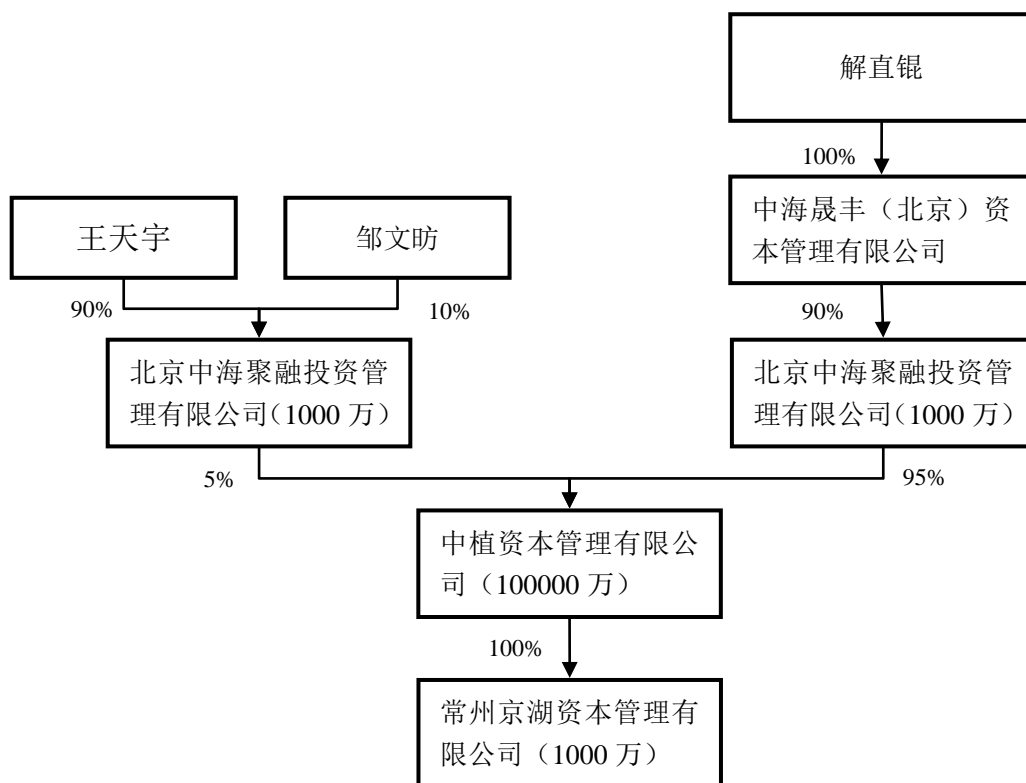 解直锟
100%
中海晟丰（北京）资
本管理有限公司
王天宇
邹文昉
90%
10%
90%
北京中海聚融投资管
理有限公司（1000 万）
北京中海聚融投资管
理有限公司（1000 万）
5%
95%
中植资本管理有限公
司（100000 万）
100%
常州京湖资本管理有
限公司（1000 万）